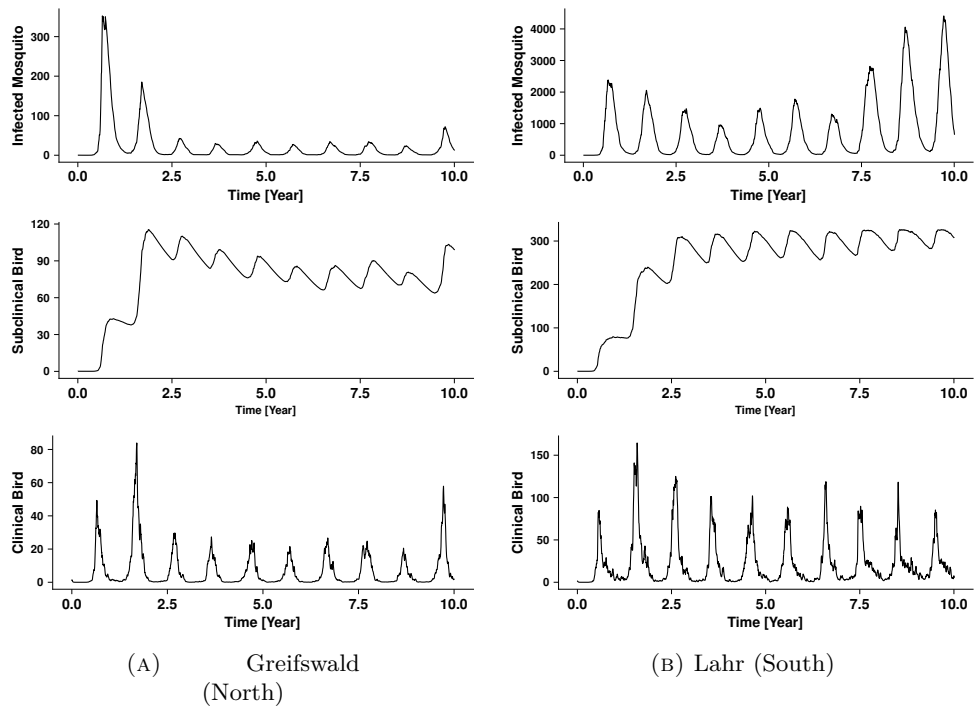 Infected Mosquito
300
200
100
0
0.0 2.5 5.0 7.5 10.0
Time [Year]
Infected Mosquito
4000
3000
2000
1000
0
0.0 2.5 5.0 7.5 10.0
Time [Year]
Subclinical Bird
120
90
60
30
0
0.0 2.5 5.0 7.5 10.0
Time [Year]
Subclinical Bird
300
200
100
0
0.0 2.5 5.0 7.5 10.0
Time [Year]
Clinical Bird
80
60
40
20
0
0.0 2.5 5.0 7.5 10.0
Time [Year]
Clinical Bird
150
100
50
0
0.0 2.5 5.0 7.5 10.0
Time [Year]
(A) Greifswald
(North)
(B) Lahr (South)